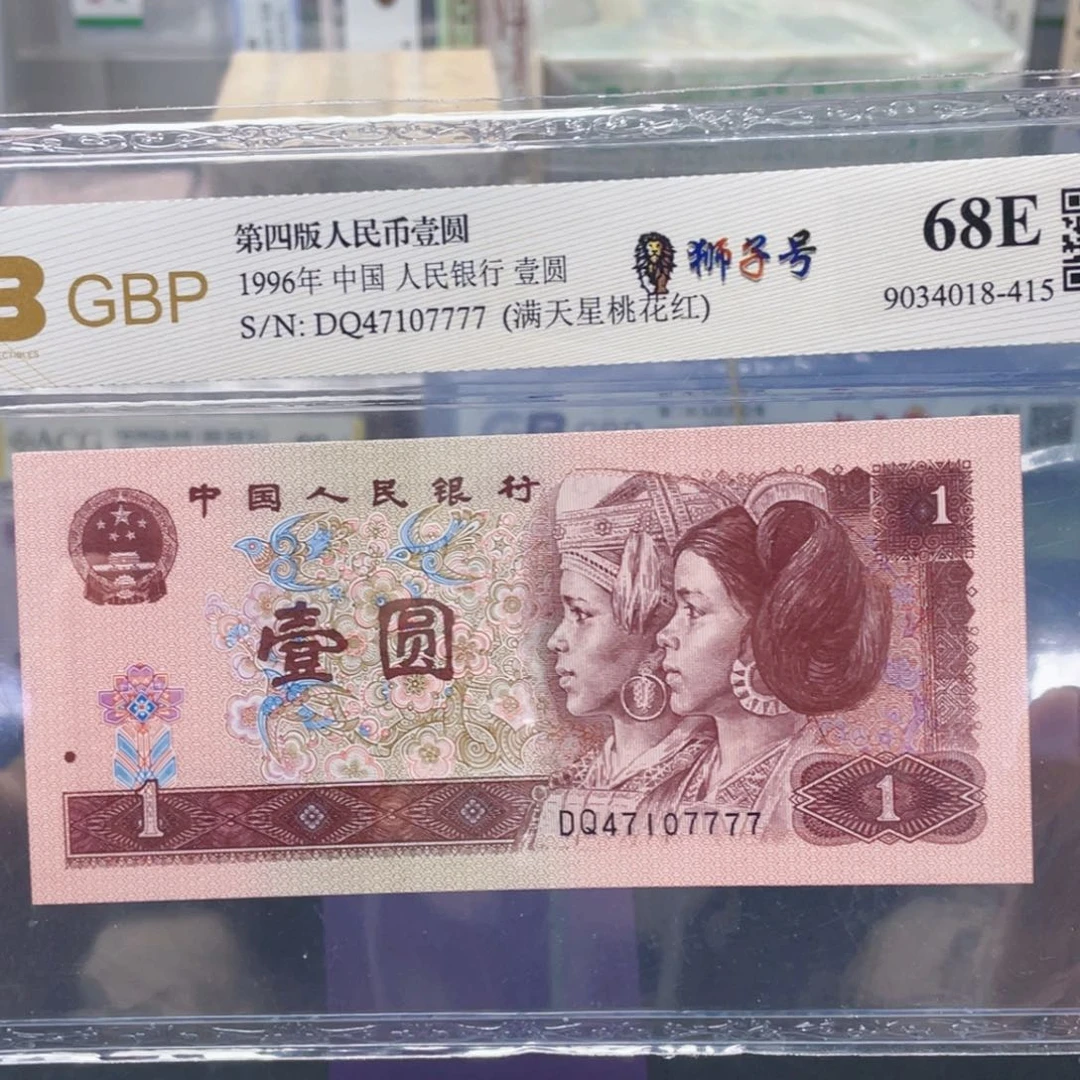 B GBP
第四版人民币壹圆
1996年 中国 人民银行 壹圆
S/N: DQ47107777 (满天星桃花红)
狮子号
68E
9034018-415
中国人民银行
壹圆
1
1
1
DQ47107777